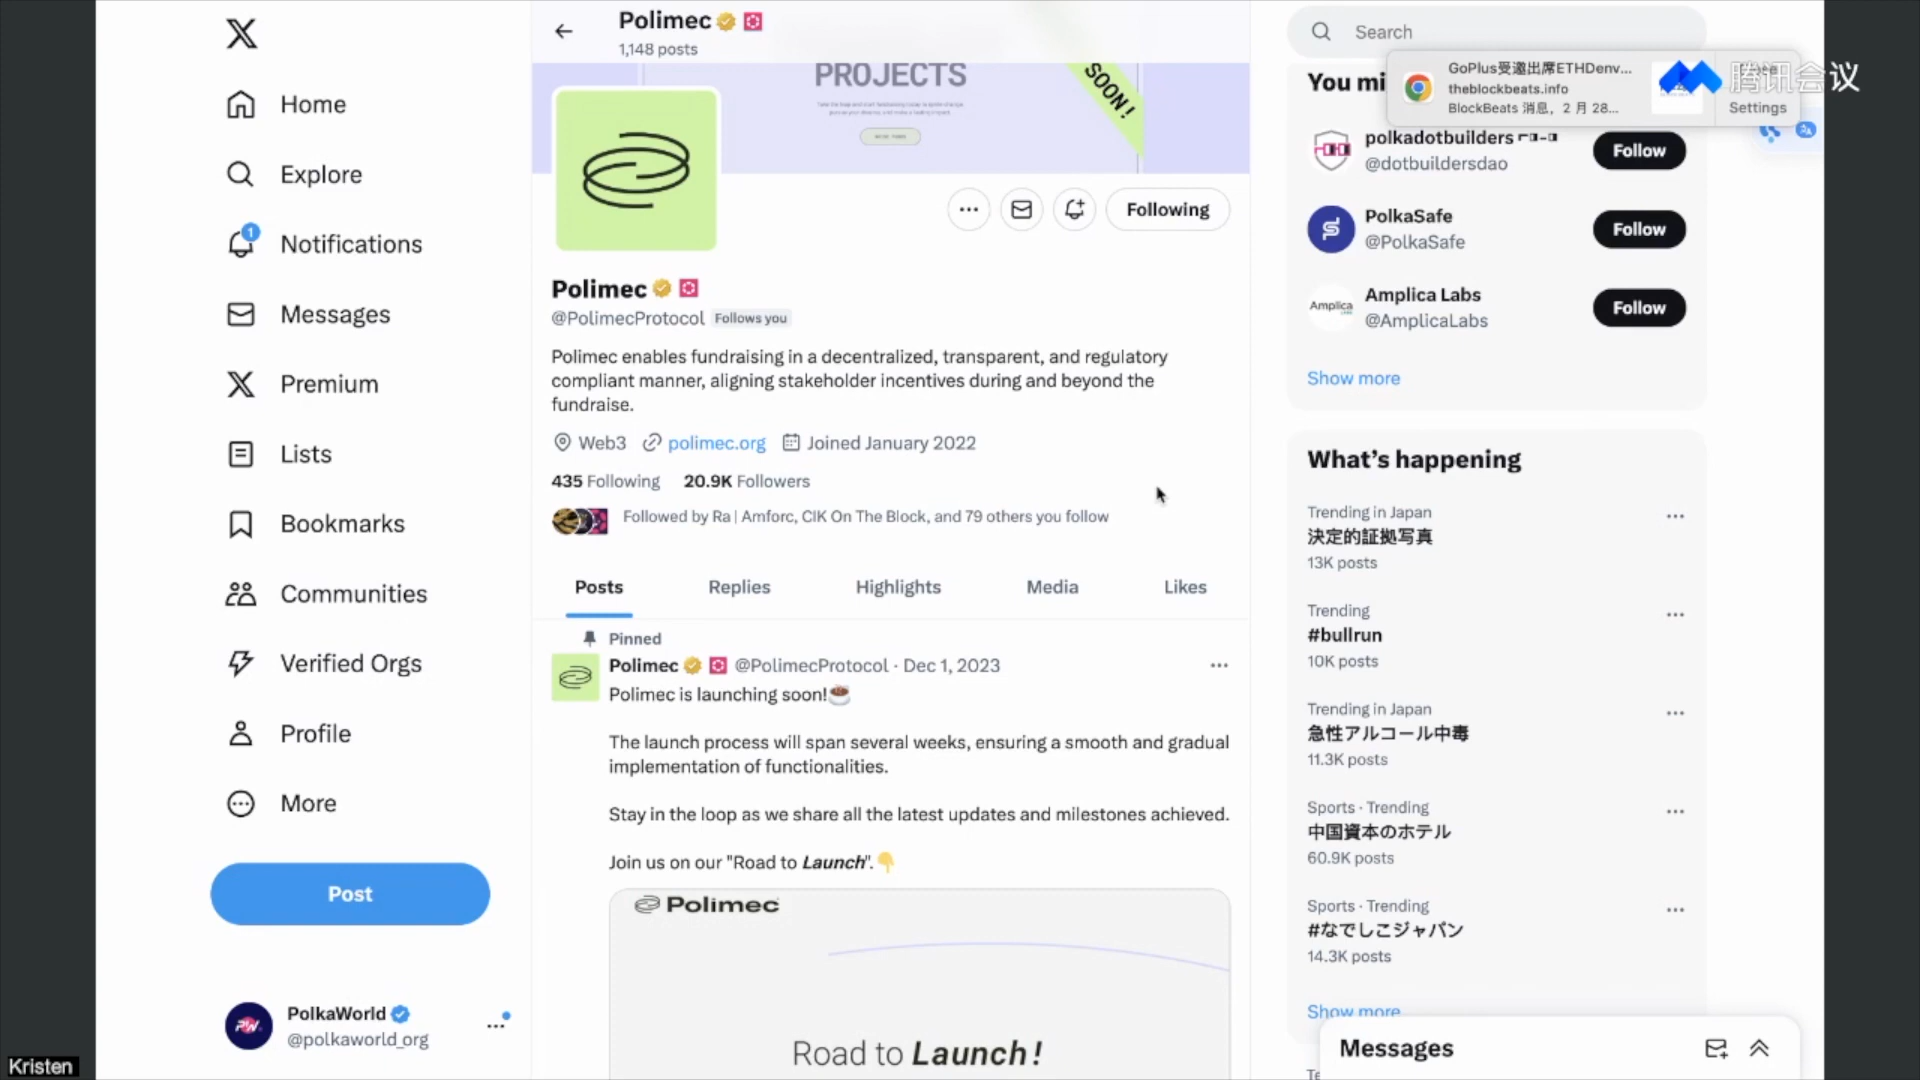 Home
Explore
1
Notifications
Messages
Premium
Lists
Bookmarks
Communities
Verified Orgs
Profile
More
Post
PolkaWorld
@polkaworld_org
Kristen
Polimec
1,148 posts
PROJECTS
SOON!
Following
Polimec
@PolimecProtocol Follows you
Polimec enables fundraising in a decentralized, transparent, and regulatory
compliant manner, aligning stakeholder incentives during and beyond the
fundraise.
Web3 polimec.org Joined January 2022
435 Following 20.9K Followers
Followed by Ra | Amforc, CIK On The Block, and 79 others you follow
Posts Replies Highlights Media Likes
Pinned
Polimec @PolimecProtocol · Dec 1, 2023
Polimec is launching soon!☕
The launch process will span several weeks, ensuring a smooth and gradual
implementation of functionalities.
Stay in the loop as we share all the latest updates and milestones achieved.
Join us on our "Road to Launch".👇
Polimec
Road to Launch!
Search
You mi
GoPlus受邀出席ETHDenv...
theblockbeats.info
BlockBeats 消息，2 月 28...
Settings
腾讯会议
polkadotbuilders
@dotbuildersdao
Follow
PolkaSafe
@PolkaSafe
Follow
Amplica
Amplica Labs
@AmplicaLabs
Follow
Show more
What's happening
Trending in Japan
決定的証拠写真
13K posts
Trending
#bullrun
10K posts
Trending in Japan
急性アルコール中毒
11.3K posts
Sports · Trending
中国資本のホテル
60.9K posts
Sports · Trending
#なでしこジャパン
14.3K posts
Show more
Messages